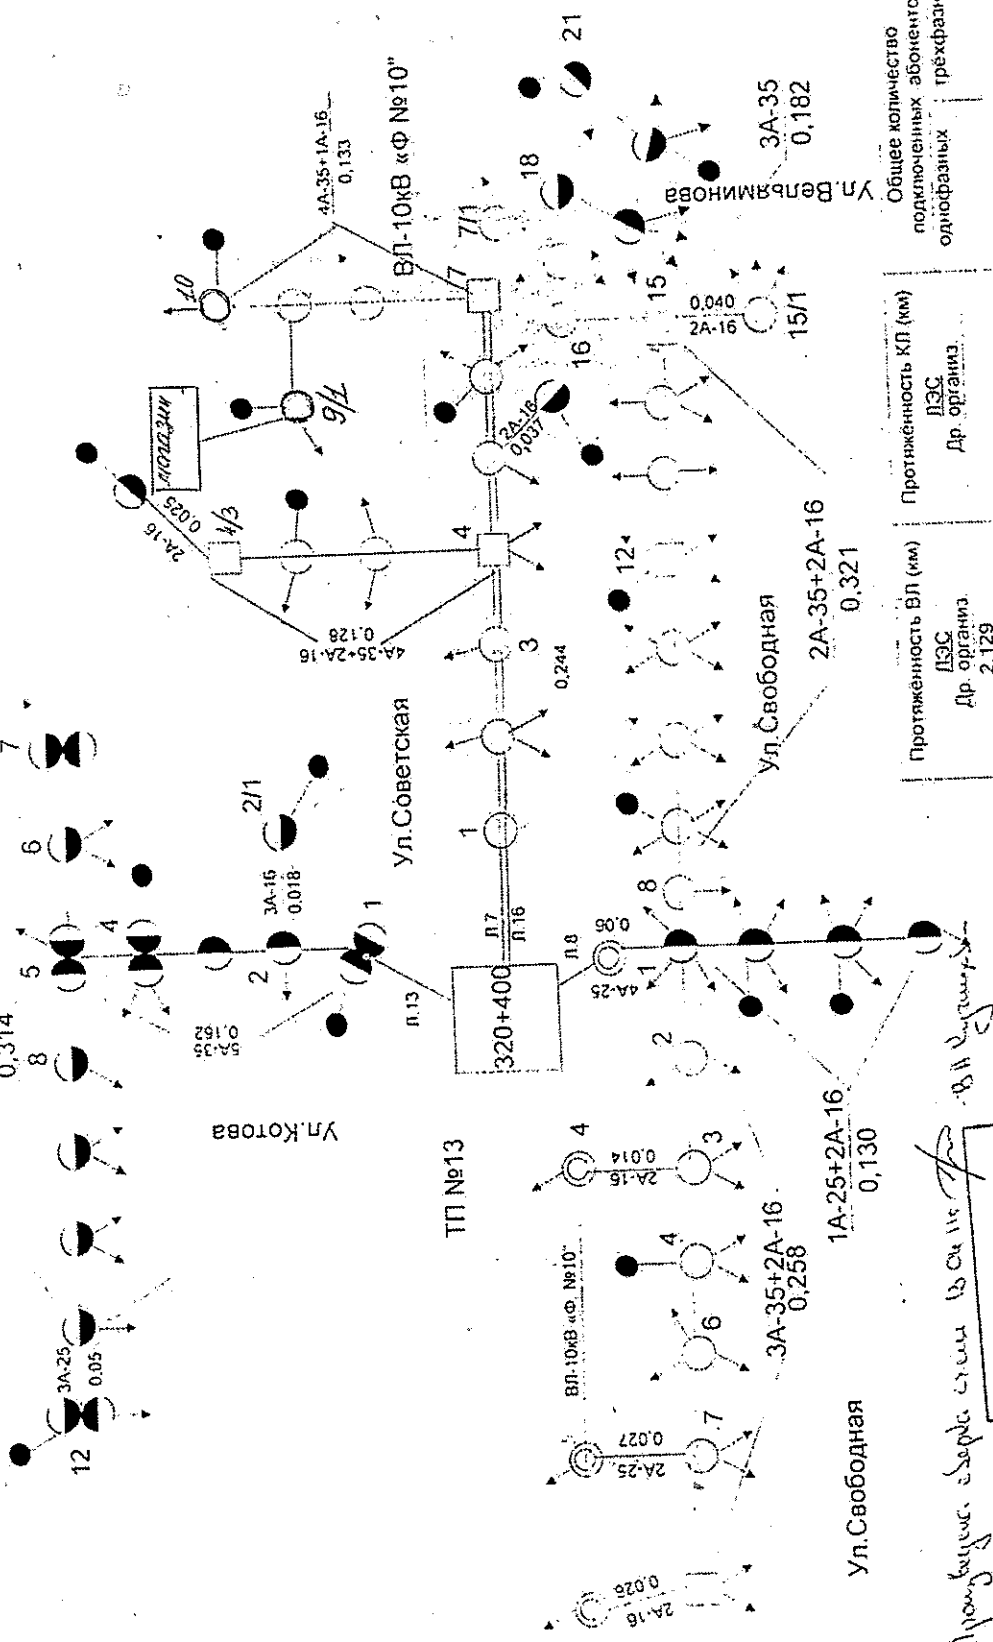 0,314
12
3А-25
0.05
8
5
6
7
4
5А-35
0.162
2
1
3А-16
0.018
2/1
Ул.Котова
Ул.Советская
л.13
ТП №13
320+400
л.7
л.16
л.8
1
3
0,244
4
7
4А-35+2А-16
0.128
4/3
2А-16
0.025
магазин
9/1
10
4А-35+1А-16
0,133
ВЛ-10кВ «Ф №10"
2А-16
0,037
16
7/1
18
21
Ул.Вельяминова
3А-35
0,182
15
0,040
2А-16
15/1
12
8
Ул.Свободная
2А-35+2А-16
0,321
4А-25
0.06
1
2
3
4
2А-16
0.014
4
6
7
ВЛ-10кВ «Ф №10"
2А-25
0.027
2А-16
0.026
3А-35+2А-16
0,258
1А-25+2А-16
0,130
Ул.Свободная
Протяжённость ВЛ (км)
ЛЭС
Др. организ.
2.129
Протяжённость КЛ (км)
ЛЭС
Др. организ.
Общее количество
подключенных абоненто
однофазных
трёхфазн